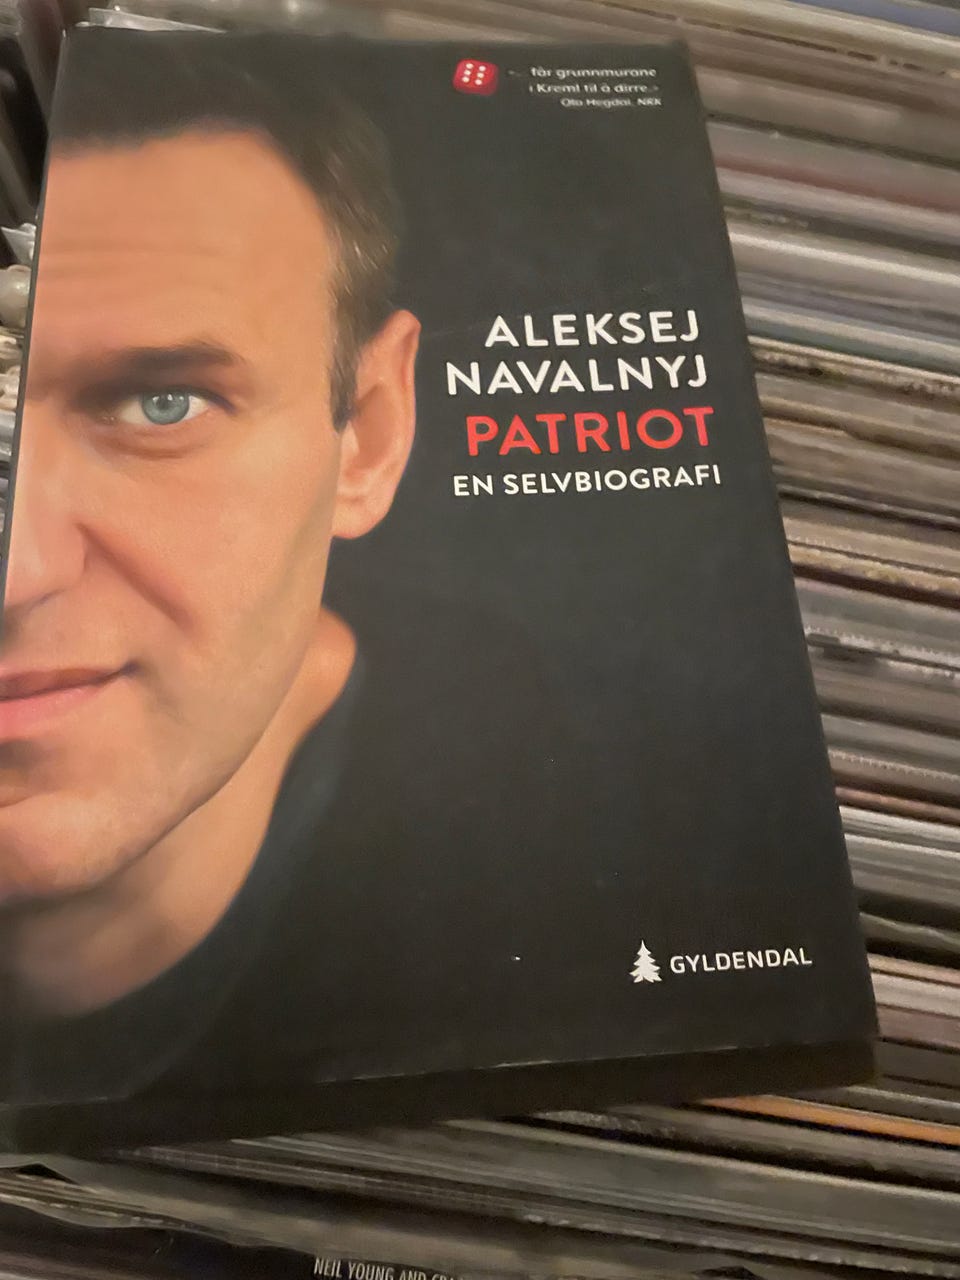 «... får grunnmurane
i Kreml til å dirre.»
Ola Hegdal, NRK
ALEKSEJ
NAVALNYJ
PATRIOT
EN SELVBIOGRAFI
GYLDENDAL
NEIL YOUNG AND